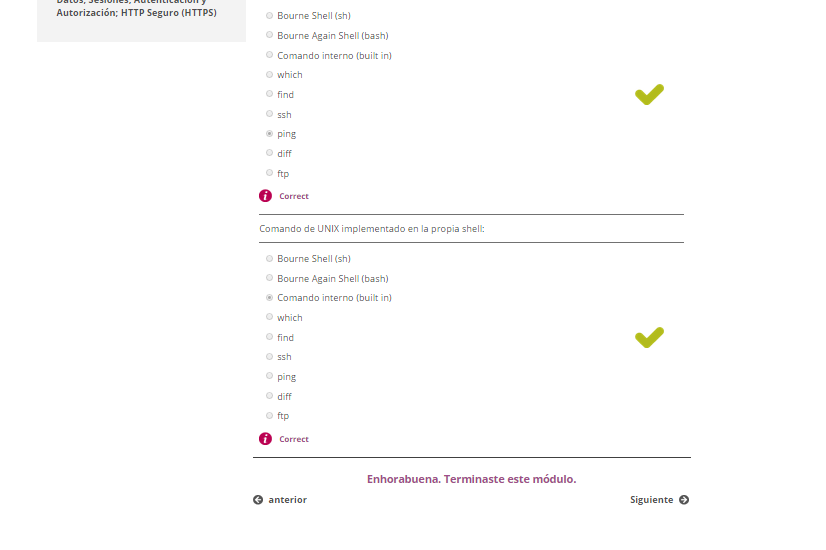 Datos; Sesiones; Autenticación y
Autorización; HTTP Seguro (HTTPS)
Bourne Shell (sh)
Bourne Again Shell (bash)
Comando interno (built in)
which
find
ssh
ping
diff
ftp
Correct
Comando de UNIX implementado en la propia shell:
Bourne Shell (sh)
Bourne Again Shell (bash)
Comando interno (built in)
which
find
ssh
ping
diff
ftp
Correct
Enhorabuena. Terminaste este módulo.
anterior
Siguiente